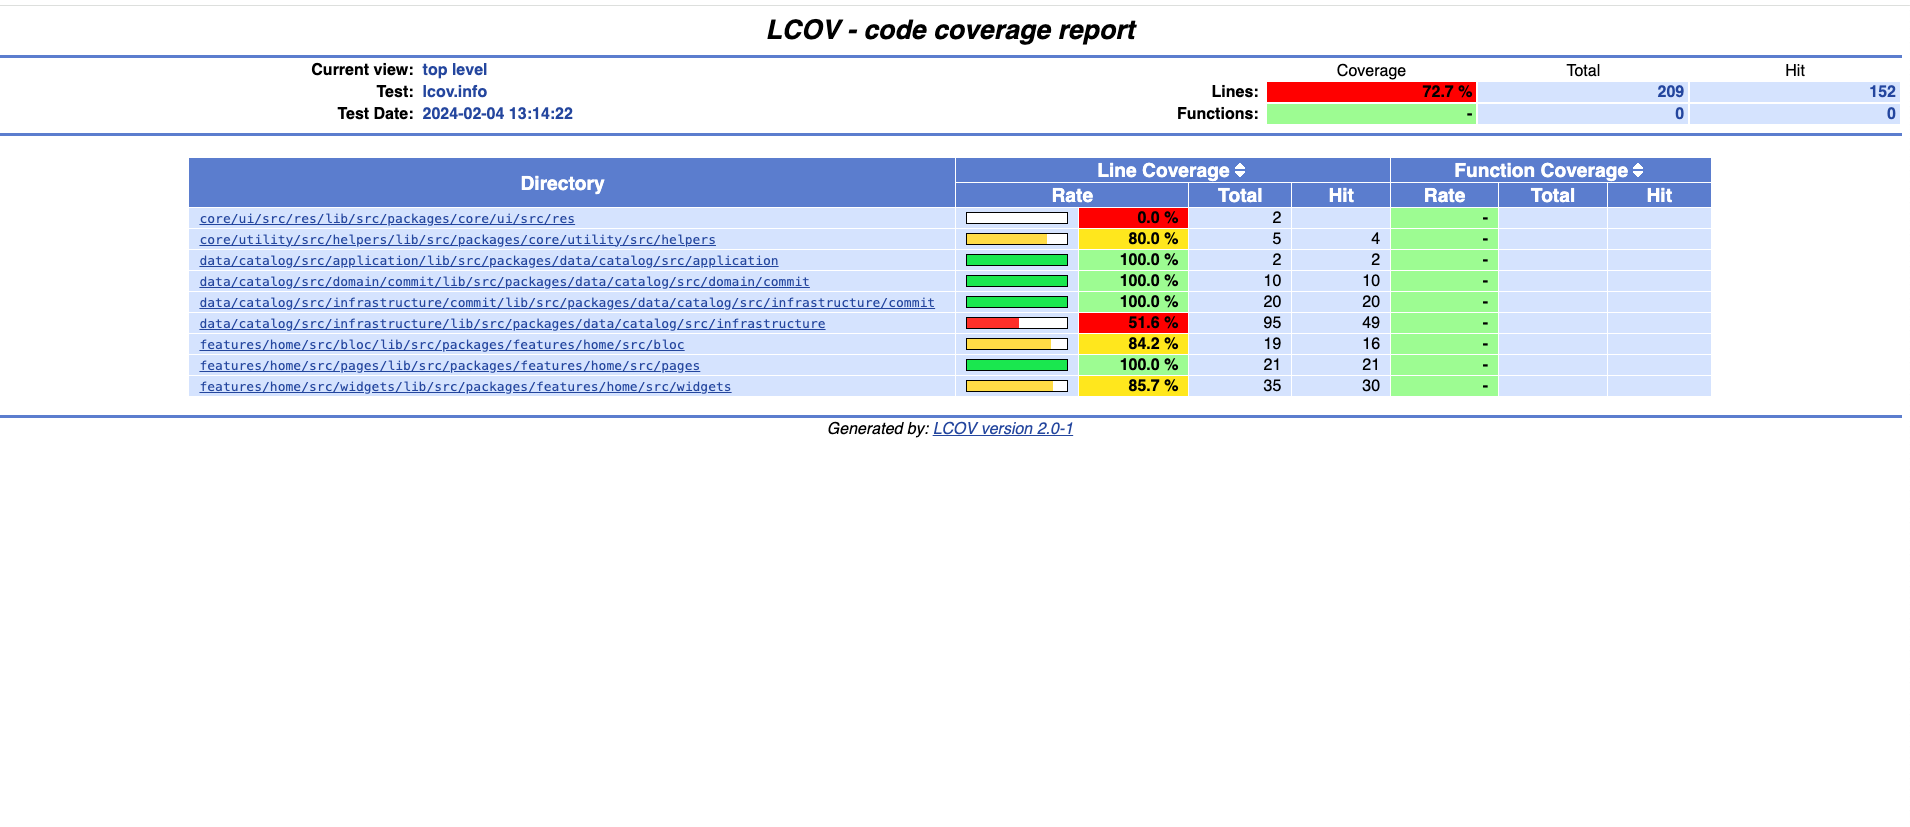 LCOV - code coverage report
Current view: top level
Coverage Total Hit
Test: lcov.info
Lines: 72.7 % 209 152
Test Date: 2024-02-04 13:14:22
Functions: - 0 0
Directory Line Coverage Function Coverage
Rate Total Hit Rate Total Hit
core/ui/src/res/lib/src/packages/core/ui/src/res 0.0 % 2 -
core/utility/src/helpers/lib/src/packages/core/utility/src/helpers 80.0 % 5 4 -
data/catalog/src/application/lib/src/packages/data/catalog/src/application 100.0 % 2 2 -
data/catalog/src/domain/commit/lib/src/packages/data/catalog/src/domain/commit 100.0 % 10 10 -
data/catalog/src/infrastructure/commit/lib/src/packages/data/catalog/src/infrastructure/commit 100.0 % 20 20 -
data/catalog/src/infrastructure/lib/src/packages/data/catalog/src/infrastructure 51.6 % 95 49 -
features/home/src/bloc/lib/src/packages/features/home/src/bloc 84.2 % 19 16 -
features/home/src/pages/lib/src/packages/features/home/src/pages 100.0 % 21 21 -
features/home/src/widgets/lib/src/packages/features/home/src/widgets 85.7 % 35 30 -
Generated by: LCOV version 2.0-1